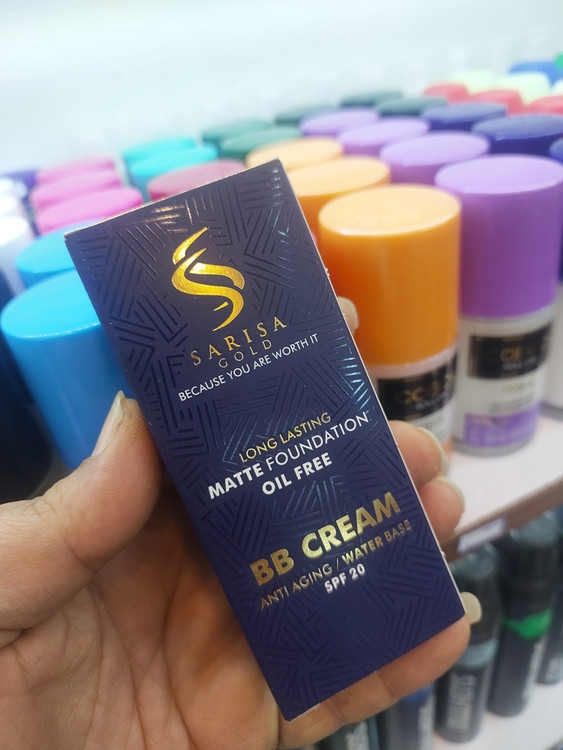 SARISA
GOLD
BECAUSE YOU ARE WORTH IT
LONG LASTING
MATTE FOUNDATION
OIL FREE
BB CREAM
ANTI AGING / WATER BASE
SPF 20